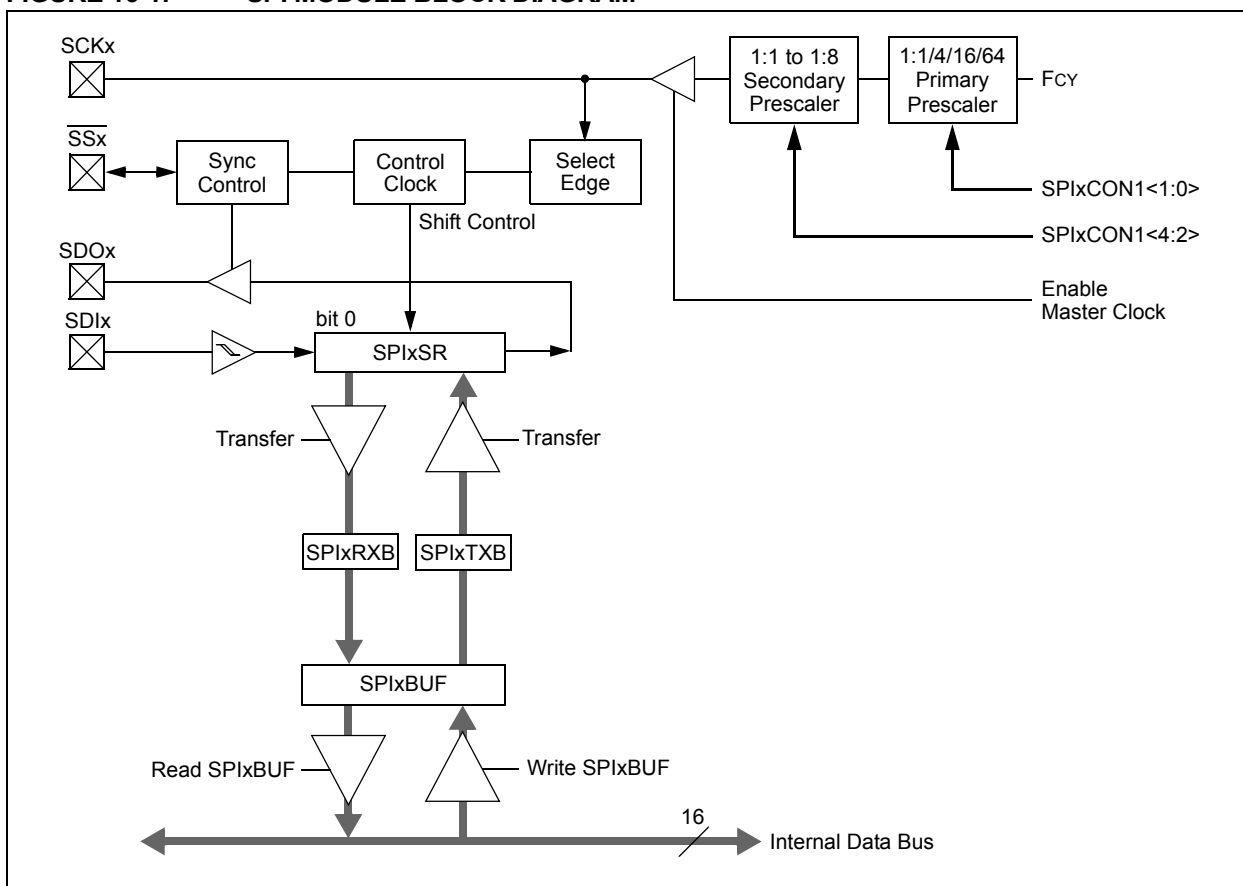 SCKx
1:1 to 1:8
Secondary
Prescaler
1:1/4/16/64
Primary
Prescaler
FCY
SSx
Sync
Control
Control
Clock
Select
Edge
SPIxCON1<1:0>
Shift Control
SPIxCON1<4:2>
SDOx
Enable
Master Clock
bit 0
SDIx
SPIxSR
Transfer
Transfer
SPIxRXB
SPIxTXB
SPIxBUF
Read SPIxBUF
Write SPIxBUF
16
Internal Data Bus